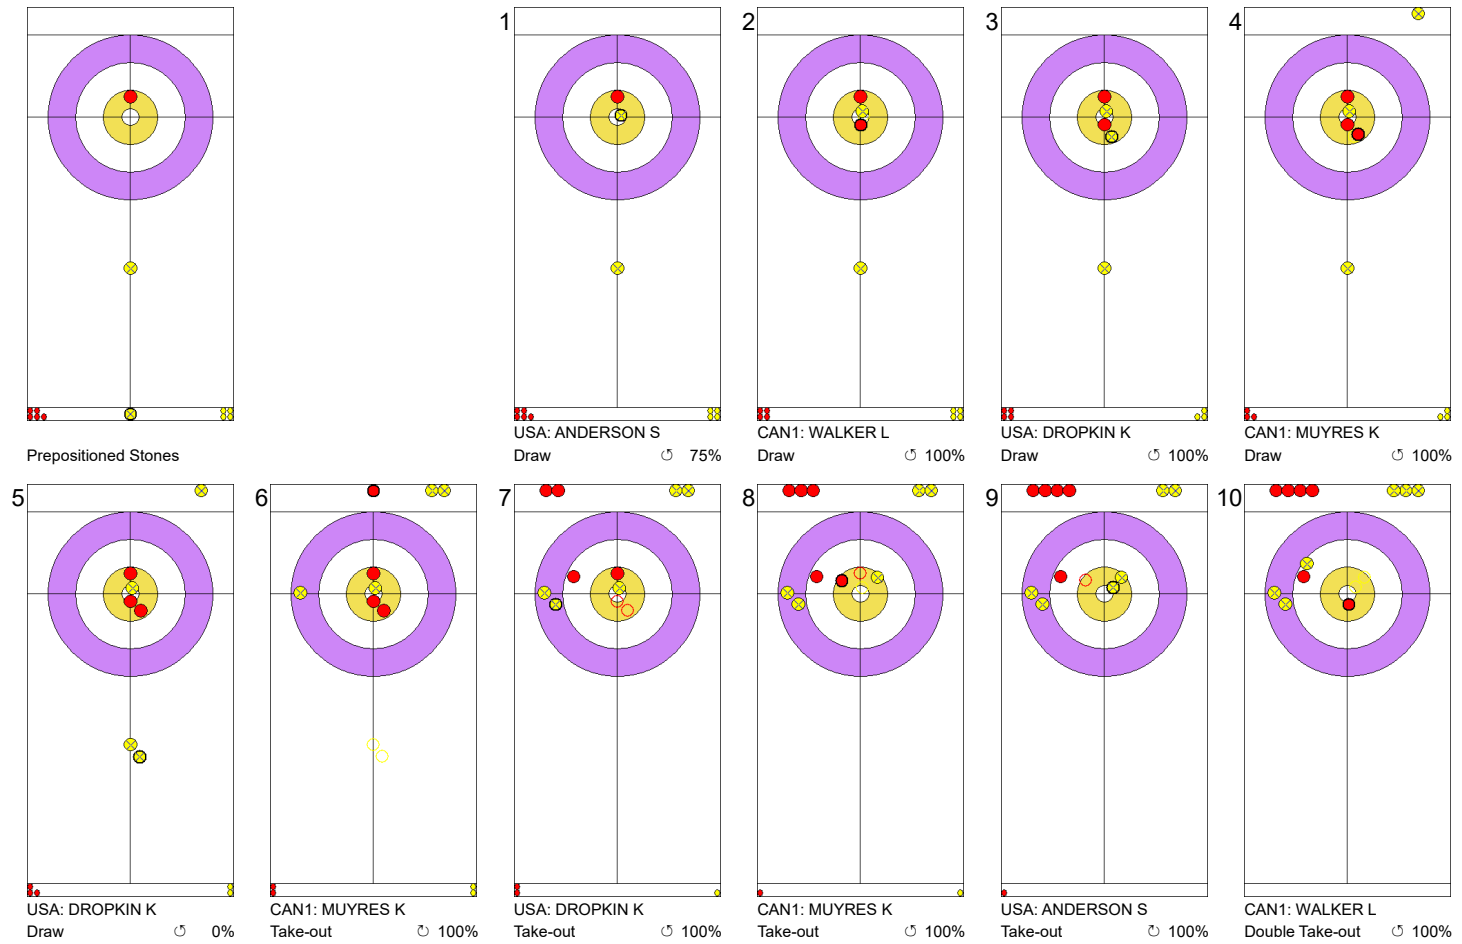 1
2
3
4
Prepositioned Stones
USA: ANDERSON S
Draw 75%
CAN1: WALKER L
Draw 100%
USA: DROPKIN K
Draw 100%
CAN1: MUYRES K
Draw 100%
5
6
7
8
9
10
USA: DROPKIN K
Draw 0%
CAN1: MUYRES K
Take-out 100%
USA: DROPKIN K
Take-out 100%
CAN1: MUYRES K
Take-out 100%
USA: ANDERSON S
Take-out 100%
CAN1: WALKER L
Double Take-out 100%